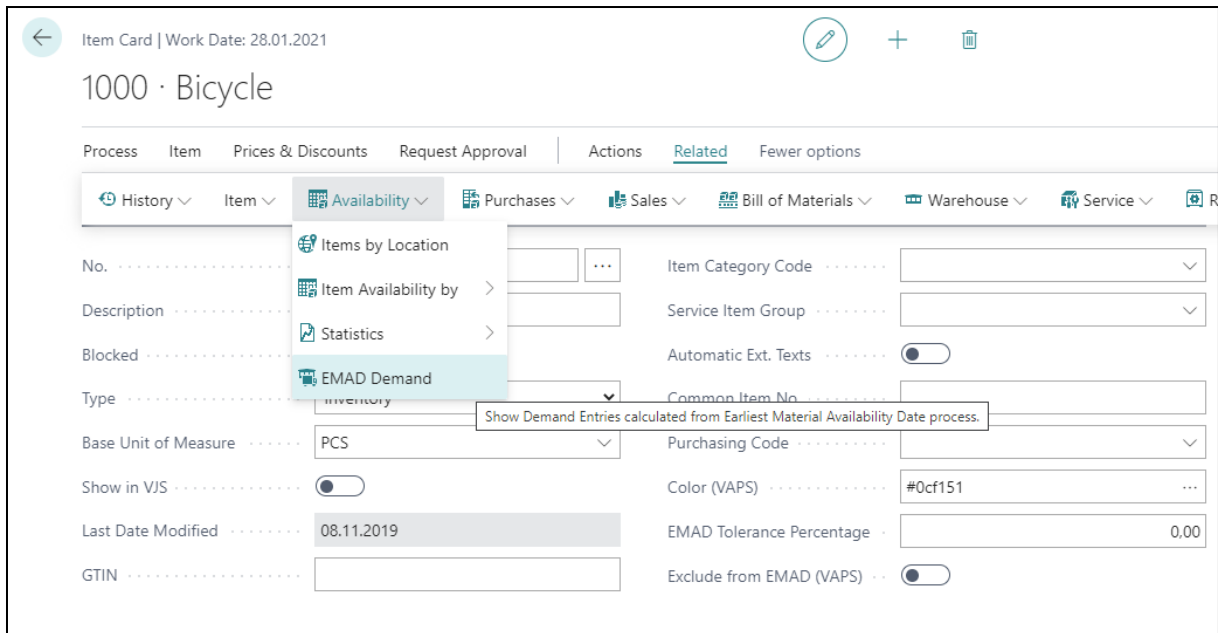 Item Card | Work Date: 28.01.2021
1000 · Bicycle
Process Item Prices & Discounts Request Approval Actions Related Fewer options
History Item Availability Purchases Sales Bill of Materials Warehouse Service R
Items by Location
Item Availability by
Statistics
EMAD Demand
Show Demand Entries calculated from Earliest Material Availability Date process.
No. ...
Description
Blocked
Type Inventory
Base Unit of Measure PCS
Show in VJS
Last Date Modified 08.11.2019
GTIN
Item Category Code
Service Item Group
Automatic Ext. Texts
Common Item No.
Purchasing Code
Color (VAPS) #0cf151 ...
EMAD Tolerance Percentage 0,00
Exclude from EMAD (VAPS)